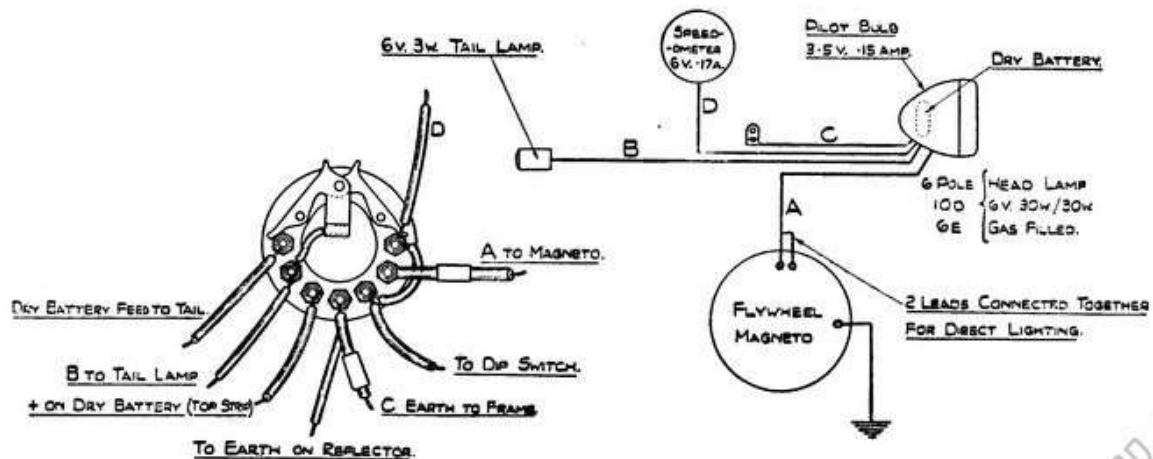 6V. 3W. TAIL LAMP.
SPEED-
-OMETER
6V. .17A.
PILOT BULB
3.5V. .15 AMP.
DRY BATTERY.
D
D
C
B
A
6 POLE
10D
6E
HEAD LAMP
6V. 30W/30W
GAS FILLED.
A TO MAGNETO.
DRY BATTERY FEED TO TAIL.
B TO TAIL LAMP
+ ON DRY BATTERY (TOP STRIP)
TO EARTH ON REFLECTOR.
C EARTH TO FRAME
TO DIP SWITCH.
FLYWHEEL
MAGNETO
2 LEADS CONNECTED TOGETHER
FOR DIRECT LIGHTING.